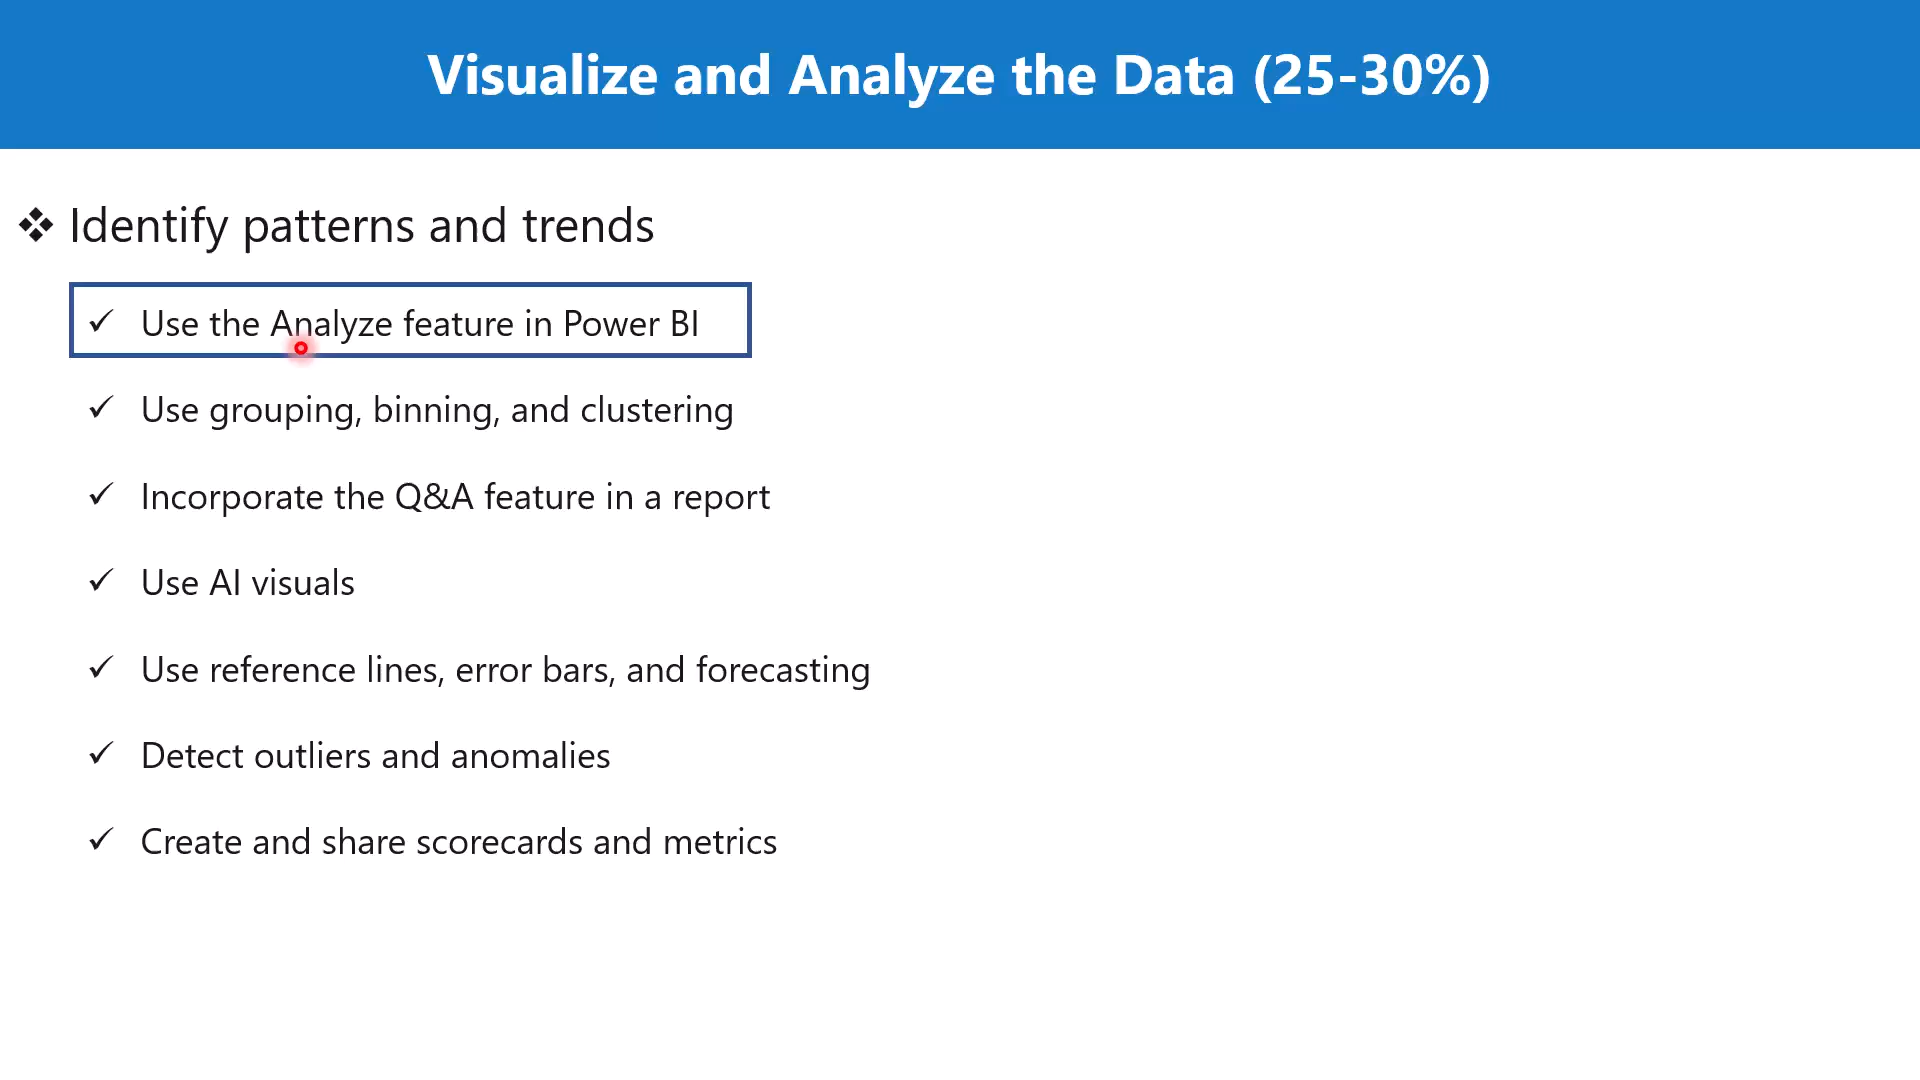 Visualize and Analyze the Data (25-30%)
Identify patterns and trends
Use the Analyze feature in Power BI
Use grouping, binning, and clustering
Incorporate the Q&A feature in a report
Use AI visuals
Use reference lines, error bars, and forecasting
Detect outliers and anomalies
Create and share scorecards and metrics